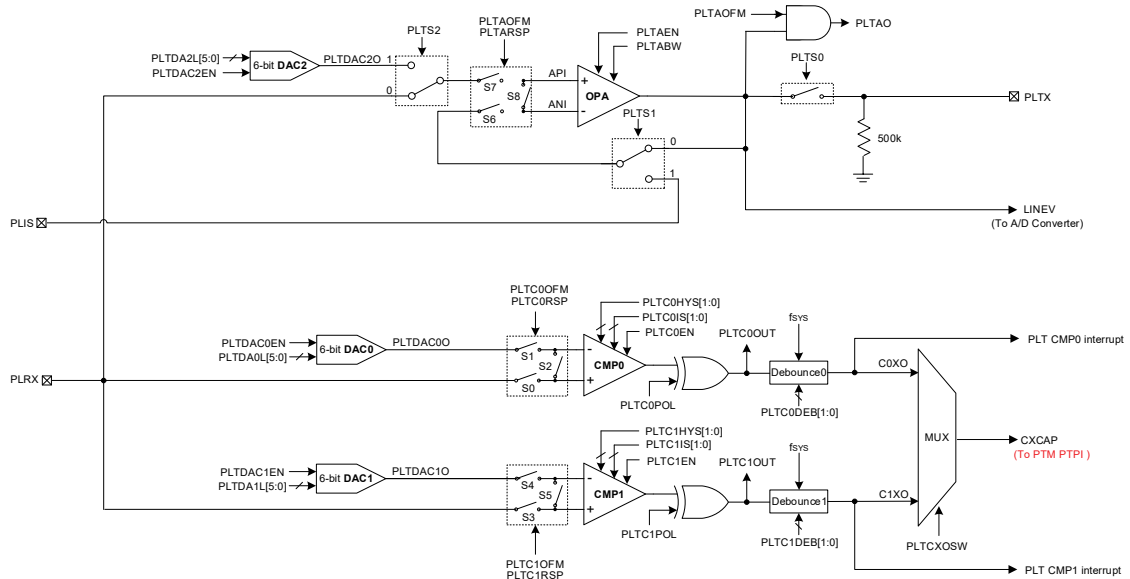 PLTAOFM
PLTAO
PLTS2
PLTAOFM
PLTARSP
PLTAEN
PLTABW
PLTDA2L[5:0]
PLTDAC2EN
6-bit DAC2
PLTDAC2O
1
0
S7
S8
S6
API
ANI
+
-
OPA
PLTS0
PLTX
500k
PLTS1
0
1
PLIS
LINEV
(To A/D Converter)
PLTC0OFM
PLTC0RSP
PLTC0HYS[1:0]
PLTC0IS[1:0]
PLTC0EN
PLTDAC0EN
PLTDA0L[5:0]
6-bit DAC0
PLTDAC0O
S1
S2
S0
-
+
CMP0
PLTC0POL
PLTC0OUT
fSYS
Debounce0
PLTC0DEB[1:0]
PLT CMP0 interrupt
C0XO
PLRX
MUX
CXCAP
(To PTM PTPI )
PLTC1HYS[1:0]
PLTC1IS[1:0]
PLTC1EN
PLTDAC1EN
PLTDA1L[5:0]
6-bit DAC1
PLTDAC1O
S4
S5
S3
-
+
CMP1
PLTC1POL
PLTC1OUT
fSYS
Debounce1
PLTC1DEB[1:0]
C1XO
PLTCXOSW
PLTC1OFM
PLTC1RSP
PLT CMP1 interrupt